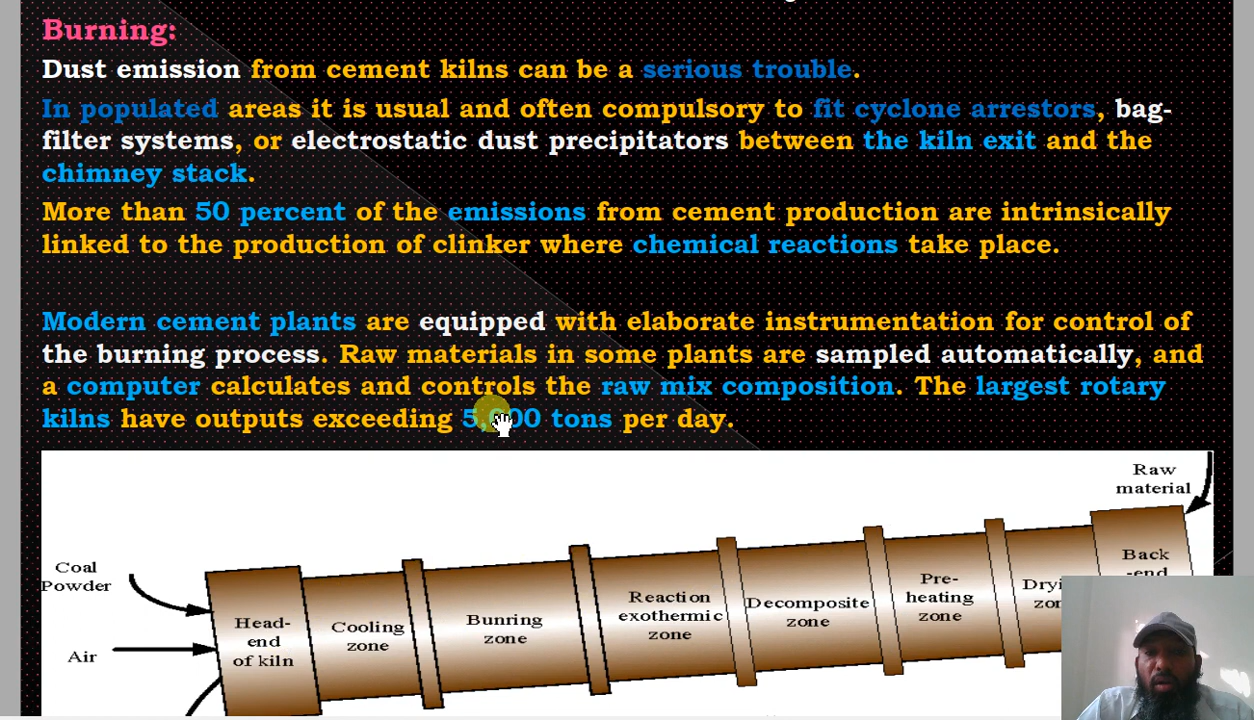 Burning:
Dust emission from cement kilns can be a serious trouble.
In populated areas it is usual and often compulsory to fit cyclone arrestors, bag-
filter systems, or electrostatic dust precipitators between the kiln exit and the
chimney stack.
More than 50 percent of the emissions from cement production are intrinsically
linked to the production of clinker where chemical reactions take place.
Modern cement plants are equipped with elaborate instrumentation for control of
the burning process. Raw materials in some plants are sampled automatically, and
a computer calculates and controls the raw mix composition. The largest rotary
kilns have outputs exceeding 5,000 tons per day.
Raw
material
Coal
Powder
Air
Head-
end
of kiln
Cooling
zone
Bunring
zone
Reaction
exothermic
zone
Decomposite
zone
Pre-
heating
zone
Back
-end